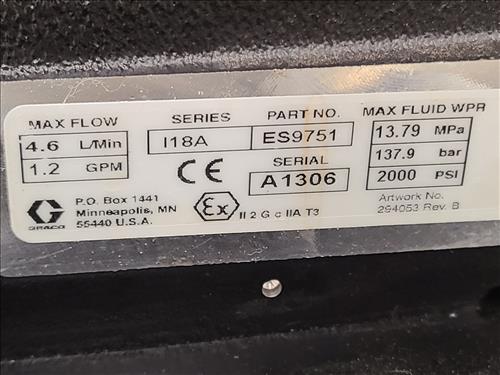 MAX FLOW
4.6 L/Min
1.2 GPM
SERIES
I18A
PART NO.
ES9751
SERIAL
A1306
MAX FLUID WPR
13.79 MPa
137.9 bar
2000 PSI
Artwork No.
294053 Rev. B
CE
Ex II 2 G c IIA T3
GRACO
P.O. Box 1441
Minneapolis, MN
55440 U.S.A.